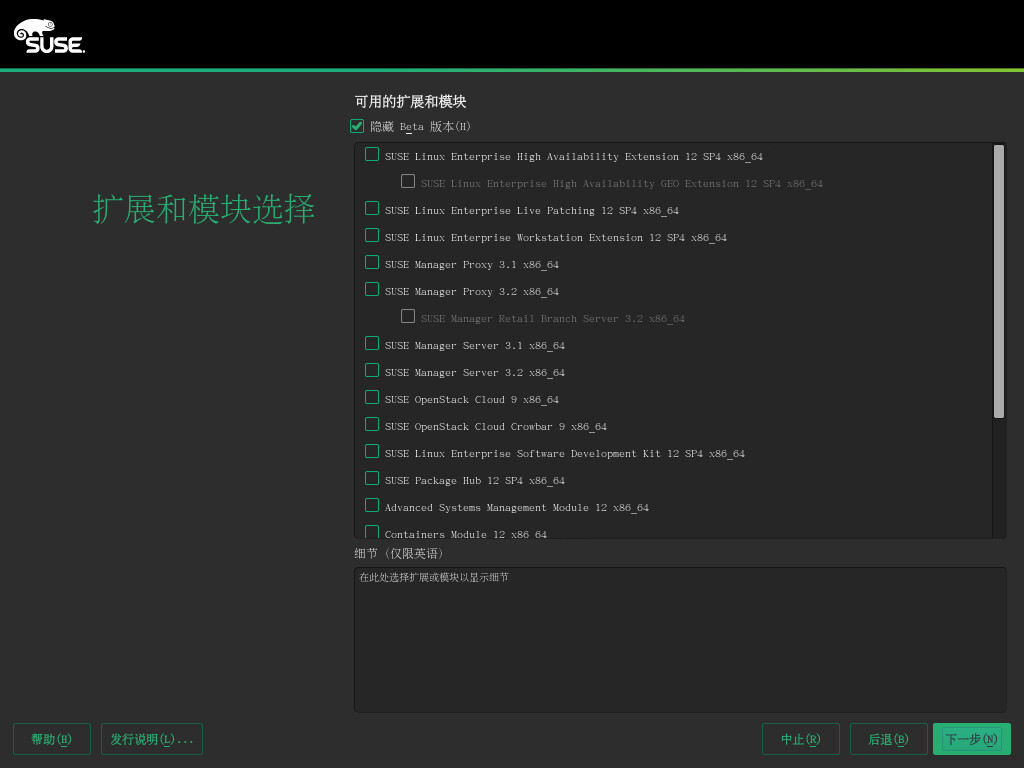 SUSE.
可用的扩展和模块
隐藏 Beta 版本(H)
SUSE Linux Enterprise High Availability Extension 12 SP4 x86_64
SUSE Linux Enterprise High Availability GEO Extension 12 SP4 x86_64
扩展和模块选择
SUSE Linux Enterprise Live Patching 12 SP4 x86_64
SUSE Linux Enterprise Workstation Extension 12 SP4 x86_64
SUSE Manager Proxy 3.1 x86_64
SUSE Manager Proxy 3.2 x86_64
SUSE Manager Retail Branch Server 3.2 x86_64
SUSE Manager Server 3.1 x86_64
SUSE Manager Server 3.2 x86_64
SUSE OpenStack Cloud 9 x86_64
SUSE OpenStack Cloud Crowbar 9 x86_64
SUSE Linux Enterprise Software Development Kit 12 SP4 x86_64
SUSE Package Hub 12 SP4 x86_64
Advanced Systems Management Module 12 x86_64
Containers Module 12 x86_64
细节（仅限英语）
在此处选择扩展或模块以显示细节
帮助(H) 发行说明(L)... 中止(R) 后退(B) 下一步(N)